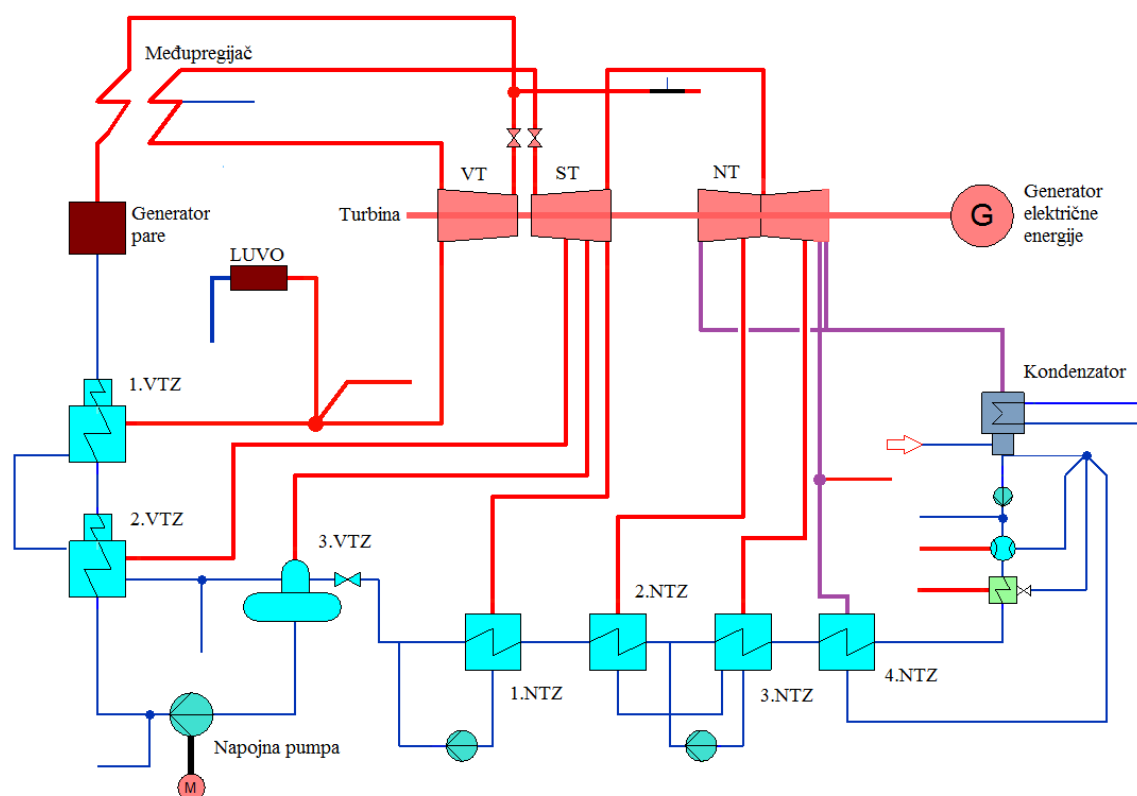 Međupregijač
VT
ST
NT
Turbina
G
Generator
električne
energije
Generator
pare
LUVO
1.VTZ
Kondenzator
2.VTZ
3.VTZ
2.NTZ
1.NTZ
3.NTZ
4.NTZ
Napojna pumpa
M